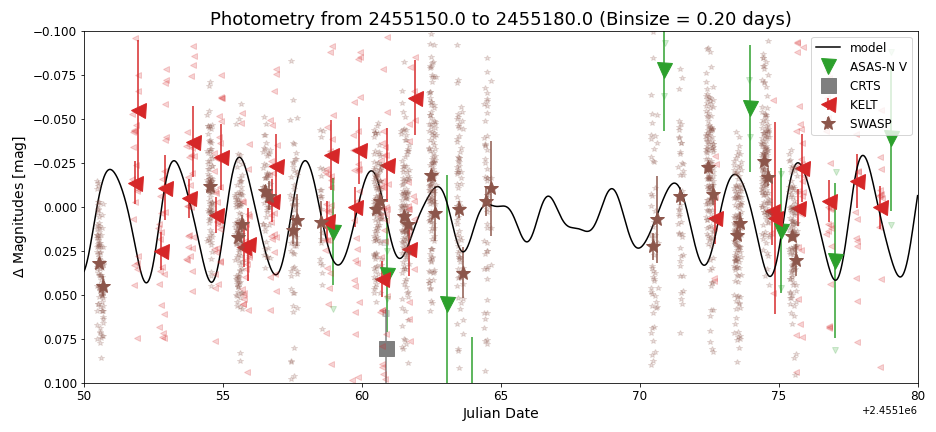 Photometry from 2455150.0 to 2455180.0 (Binsize = 0.20 days)
Δ Magnitudes [mag]
−0.100
−0.075
−0.050
−0.025
0.000
0.025
0.050
0.075
0.100
model
ASAS-N V
CRTS
KELT
SWASP
50
55
60
65
70
75
80
Julian Date
+2.4551e6